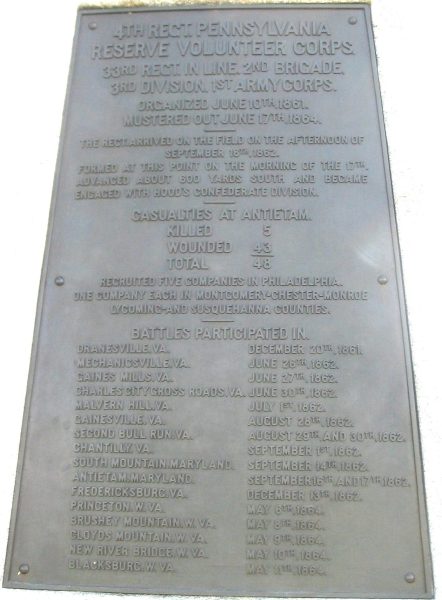 4TH REGT. PENNSYLVANIA
RESERVE VOLUNTEER CORPS.
33RD REGT. IN LINE. 2ND BRIGADE.
3RD DIVISION. 1ST ARMY CORPS.
ORGANIZED JUNE 10TH, 1861.
MUSTERED OUT JUNE 17TH, 1864.
THE REGT. ARRIVED ON THE FIELD ON THE AFTERNOON OF
SEPTEMBER 16TH, 1862.
FORMED AT THIS POINT ON THE MORNING OF THE 17TH,
ADVANCED ABOUT 800 YARDS SOUTH AND BECAME
ENGAGED WITH HOOD'S CONFEDERATE DIVISION.
CASUALTIES AT ANTIETAM.
KILLED 5
WOUNDED 43
TOTAL 48
RECRUITED FIVE COMPANIES IN PHILADELPHIA.
ONE COMPANY EACH IN MONTGOMERY-CHESTER-MONROE
LYCOMING-AND SUSQUEHANNA COUNTIES.
BATTLES PARTICIPATED IN.
DRANESVILLE, VA. DECEMBER 20TH, 1861.
MECHANICSVILLE, VA. JUNE 26TH, 1862.
GAINES MILLS, VA. JUNE 27TH, 1862.
CHARLES CITY CROSS ROADS, VA. JUNE 30TH, 1862.
MALVERN HILL, VA. JULY 1ST, 1862.
GAINESVILLE, VA. AUGUST 28TH, 1862.
SECOND BULL RUN, VA. AUGUST 29TH, AND 30TH, 1862.
CHANTILLY, VA. SEPTEMBER 1ST, 1862.
SOUTH MOUNTAIN, MARYLAND. SEPTEMBER 14TH, 1862.
ANTIETAM, MARYLAND. SEPTEMBER 16TH, AND 17TH, 1862.
FREDERICKSBURG, VA. DECEMBER 13TH, 1862.
PRINCETON, W. VA. MAY 6TH, 1864.
BRUSHEY MOUNTAIN, W. VA. MAY 8TH, 1864.
CLOYDS MOUNTAIN, W. VA. MAY 9TH, 1864.
NEW RIVER BRIDGE, W. VA. MAY 10TH, 1864.
BLACKSBURG, W. VA. MAY 11TH, 1864.